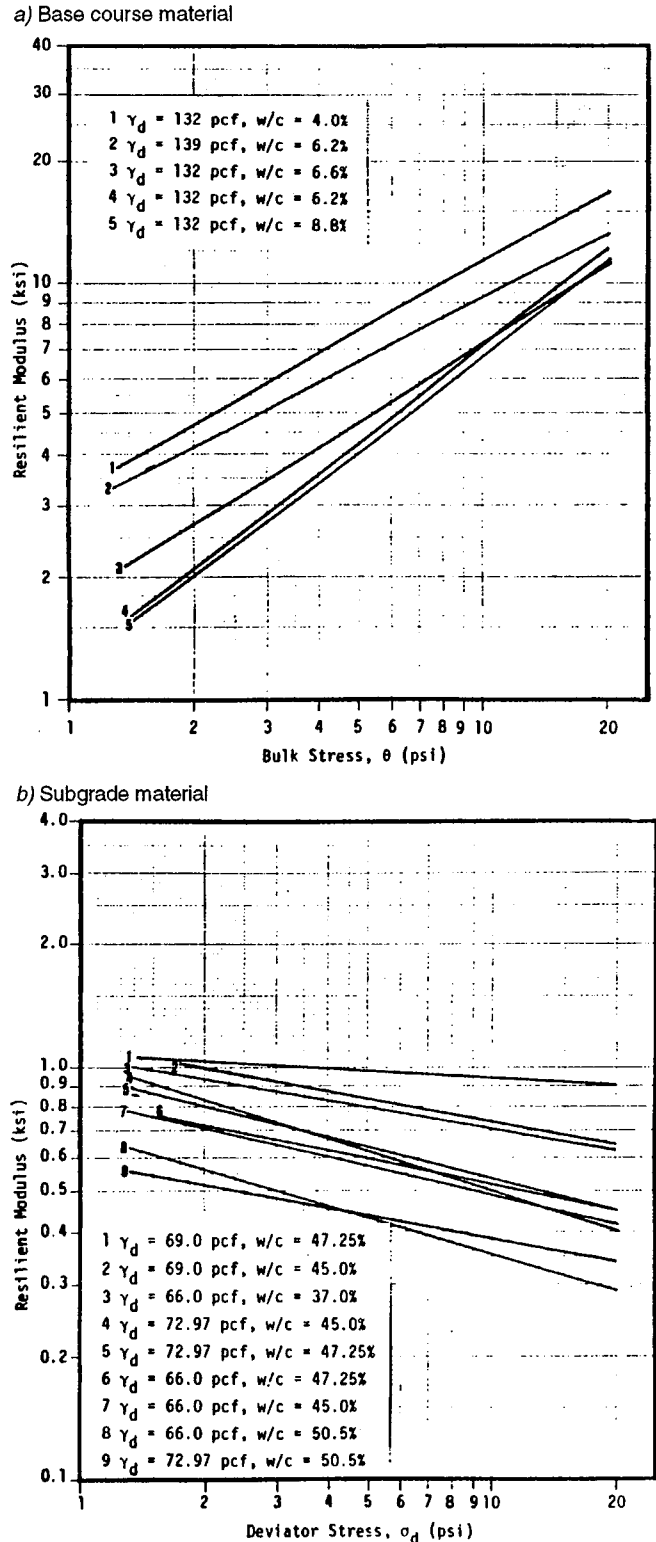 a) Base course material
40
30
20
10
9
8
7
6
5
4
3
2
1
Resilient Modulus (ksi)
1 γd = 132 pcf, w/c = 4.0%
2 γd = 139 pcf, w/c = 6.2%
3 γd = 132 pcf, w/c = 6.6%
4 γd = 132 pcf, w/c = 6.2%
5 γd = 132 pcf, w/c = 8.8%
1
2
3
4
5
1 2 3 4 5 6 7 8 9 10 20
Bulk Stress, θ (psi)
b) Subgrade material
4.0
3.0
2.0
1.0
0.9
0.8
0.7
0.6
0.5
0.4
0.3
0.2
0.1
Resilient Modulus (ksi)
1
2
5
7
6
1 γd = 69.0 pcf, w/c = 47.25%
2 γd = 69.0 pcf, w/c = 45.0%
3 γd = 66.0 pcf, w/c = 37.0%
4 γd = 72.97 pcf, w/c = 45.0%
5 γd = 72.97 pcf, w/c = 47.25%
6 γd = 66.0 pcf, w/c = 47.25%
7 γd = 66.0 pcf, w/c = 45.0%
8 γd = 66.0 pcf, w/c = 50.5%
9 γd = 72.97 pcf, w/c = 50.5%
1 2 3 4 5 6 7 8 9 10 20
Deviator Stress, σd (psi)